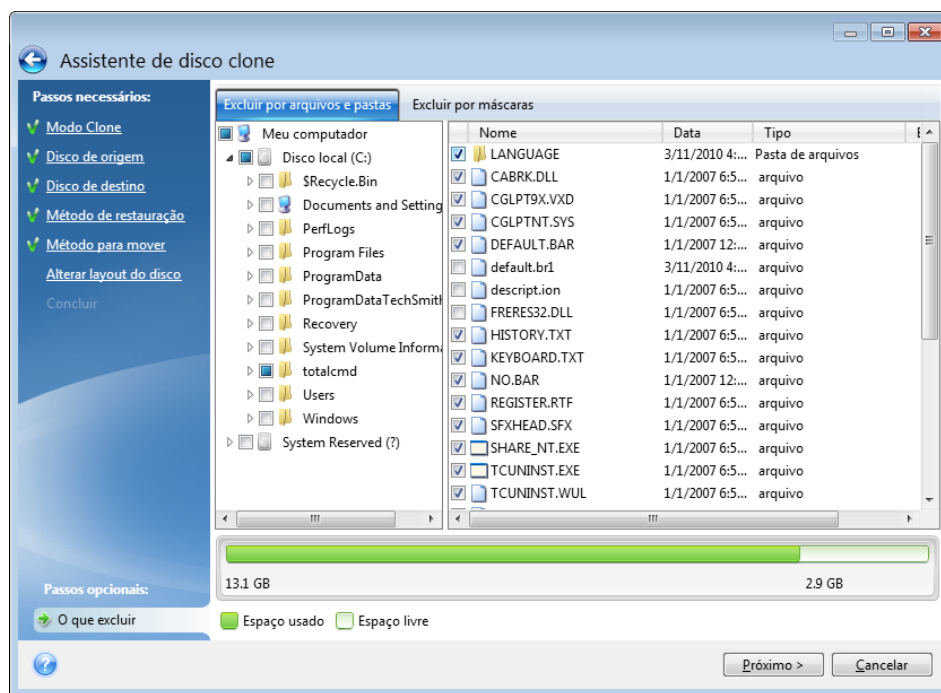 Assistente de disco clone
Passos necessários:
Modo Clone
Disco de origem
Disco de destino
Método de restauração
Método para mover
Alterar layout do disco
Concluir
Passos opcionais:
O que excluir
Excluir por arquivos e pastas
Excluir por máscaras
Meu computador
Disco local (C:)
$Recycle.Bin
Documents and Setting
PerfLogs
Program Files
ProgramData
ProgramDataTechSmith
Recovery
System Volume Informa
totalcmd
Users
Windows
System Reserved (?)
Nome Data Tipo
LANGUAGE 3/11/2010 4:... Pasta de arquivos
CABRK.DLL 1/1/2007 6:5... arquivo
CGLPT9X.VXD 1/1/2007 6:5... arquivo
CGLPTNT.SYS 1/1/2007 6:5... arquivo
DEFAULT.BAR 1/1/2007 12:... arquivo
default.br1 3/11/2010 4:... arquivo
descript.ion 1/1/2007 6:5... arquivo
FRERES32.DLL 1/1/2007 6:5... arquivo
HISTORY.TXT 1/1/2007 6:5... arquivo
KEYBOARD.TXT 1/1/2007 6:5... arquivo
NO.BAR 1/1/2007 12:... arquivo
REGISTER.RTF 1/1/2007 6:5... arquivo
SFXHEAD.SFX 1/1/2007 6:5... arquivo
SHARE_NT.EXE 1/1/2007 6:5... arquivo
TCUNINST.EXE 1/1/2007 6:5... arquivo
TCUNINST.WUL 1/1/2007 6:5... arquivo
13.1 GB 2.9 GB
Espaço usado Espaço livre
Próximo > Cancelar